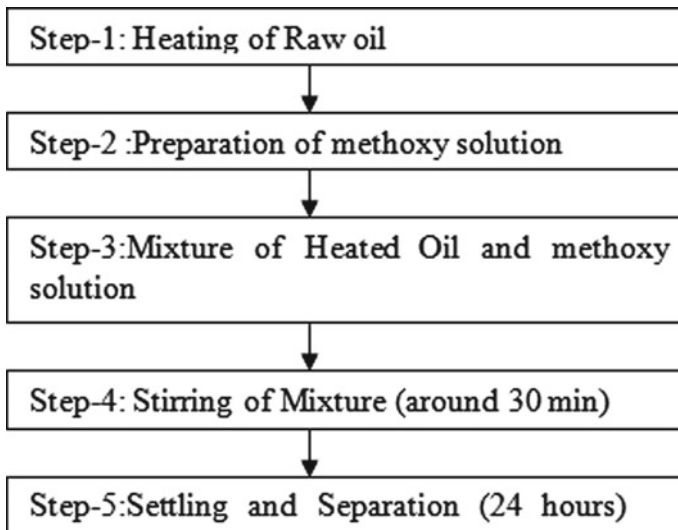 Step-1: Heating of Raw oil
Step-2 :Preparation of methoxy solution
Step-3:Mixture of Heated Oil and methoxy
solution
Step-4: Stirring of Mixture (around 30 min)
Step-5:Settling and Separation (24 hours)